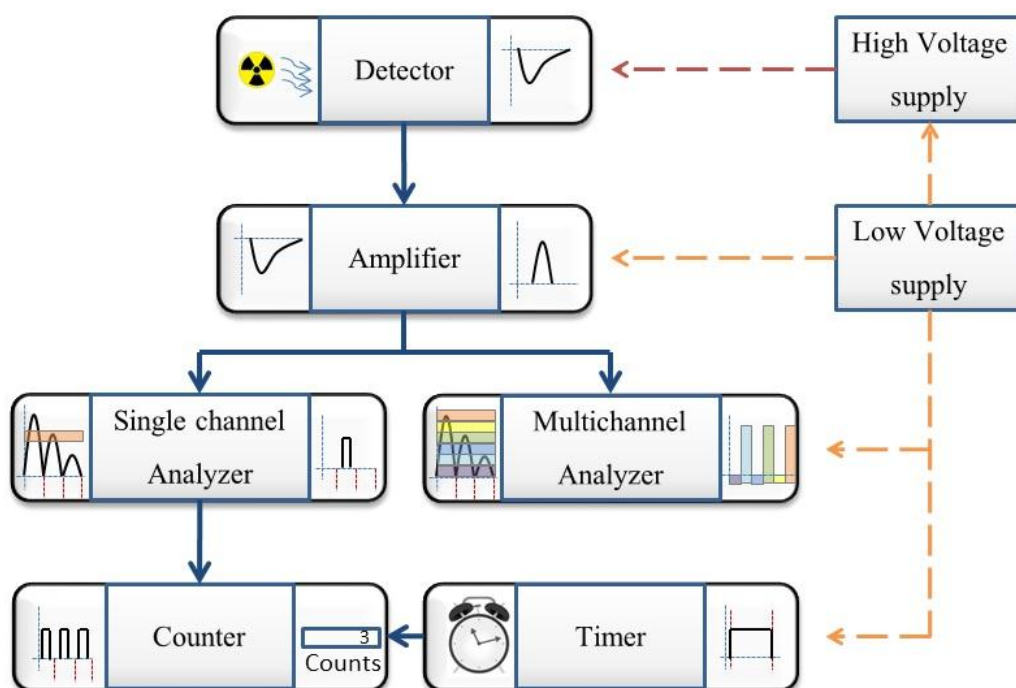 Detector
High Voltage
supply
Amplifier
Low Voltage
supply
Single channel
Analyzer
Multichannel
Analyzer
Counter
3
Counts
Timer